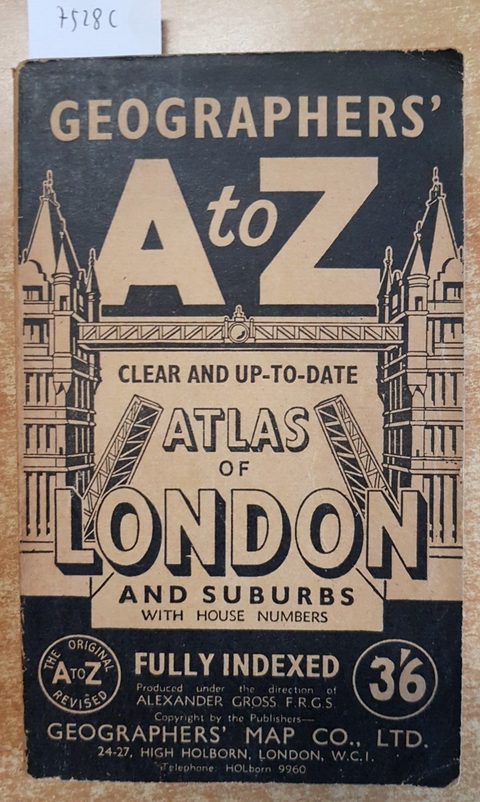 7528C
GEOGRAPHERS'
A to Z
CLEAR AND UP-TO-DATE
ATLAS
OF
LONDON
AND SUBURBS
WITH HOUSE NUMBERS
THE ORIGINAL
A TO Z
REVISED
FULLY INDEXED
Produced under the direction of
ALEXANDER GROSS F.R.G.S.
3'6
Copyright by the Publishers—
GEOGRAPHERS' MAP CO., LTD.
24-27, HIGH HOLBORN, LONDON, W.C.1.
Telephone: HOLborn 9960